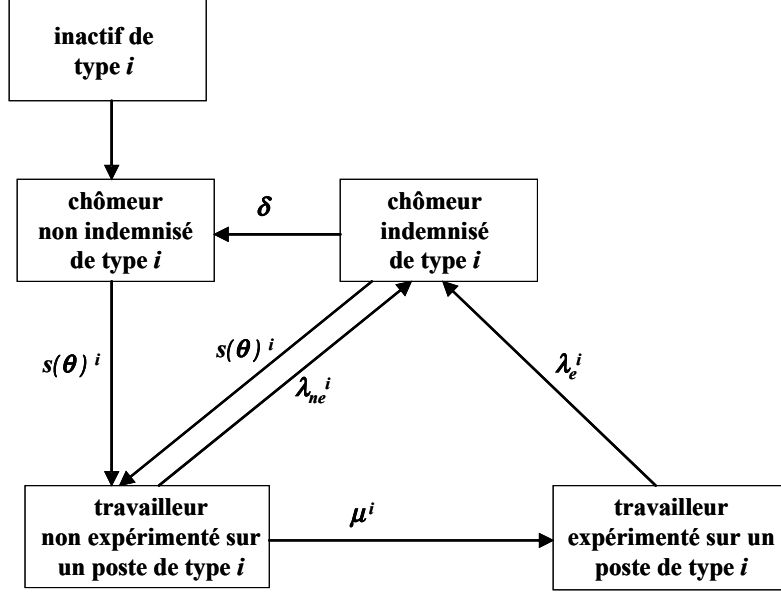 inactif de
type i
chômeur
non indemnisé
de type i
δ
chômeur
indemnisé
de type i
s(θ) i
s(θ) i
λne i
λe i
travailleur
non expérimenté sur
un poste de type i
μ i
travailleur
expérimenté sur un
poste de type i